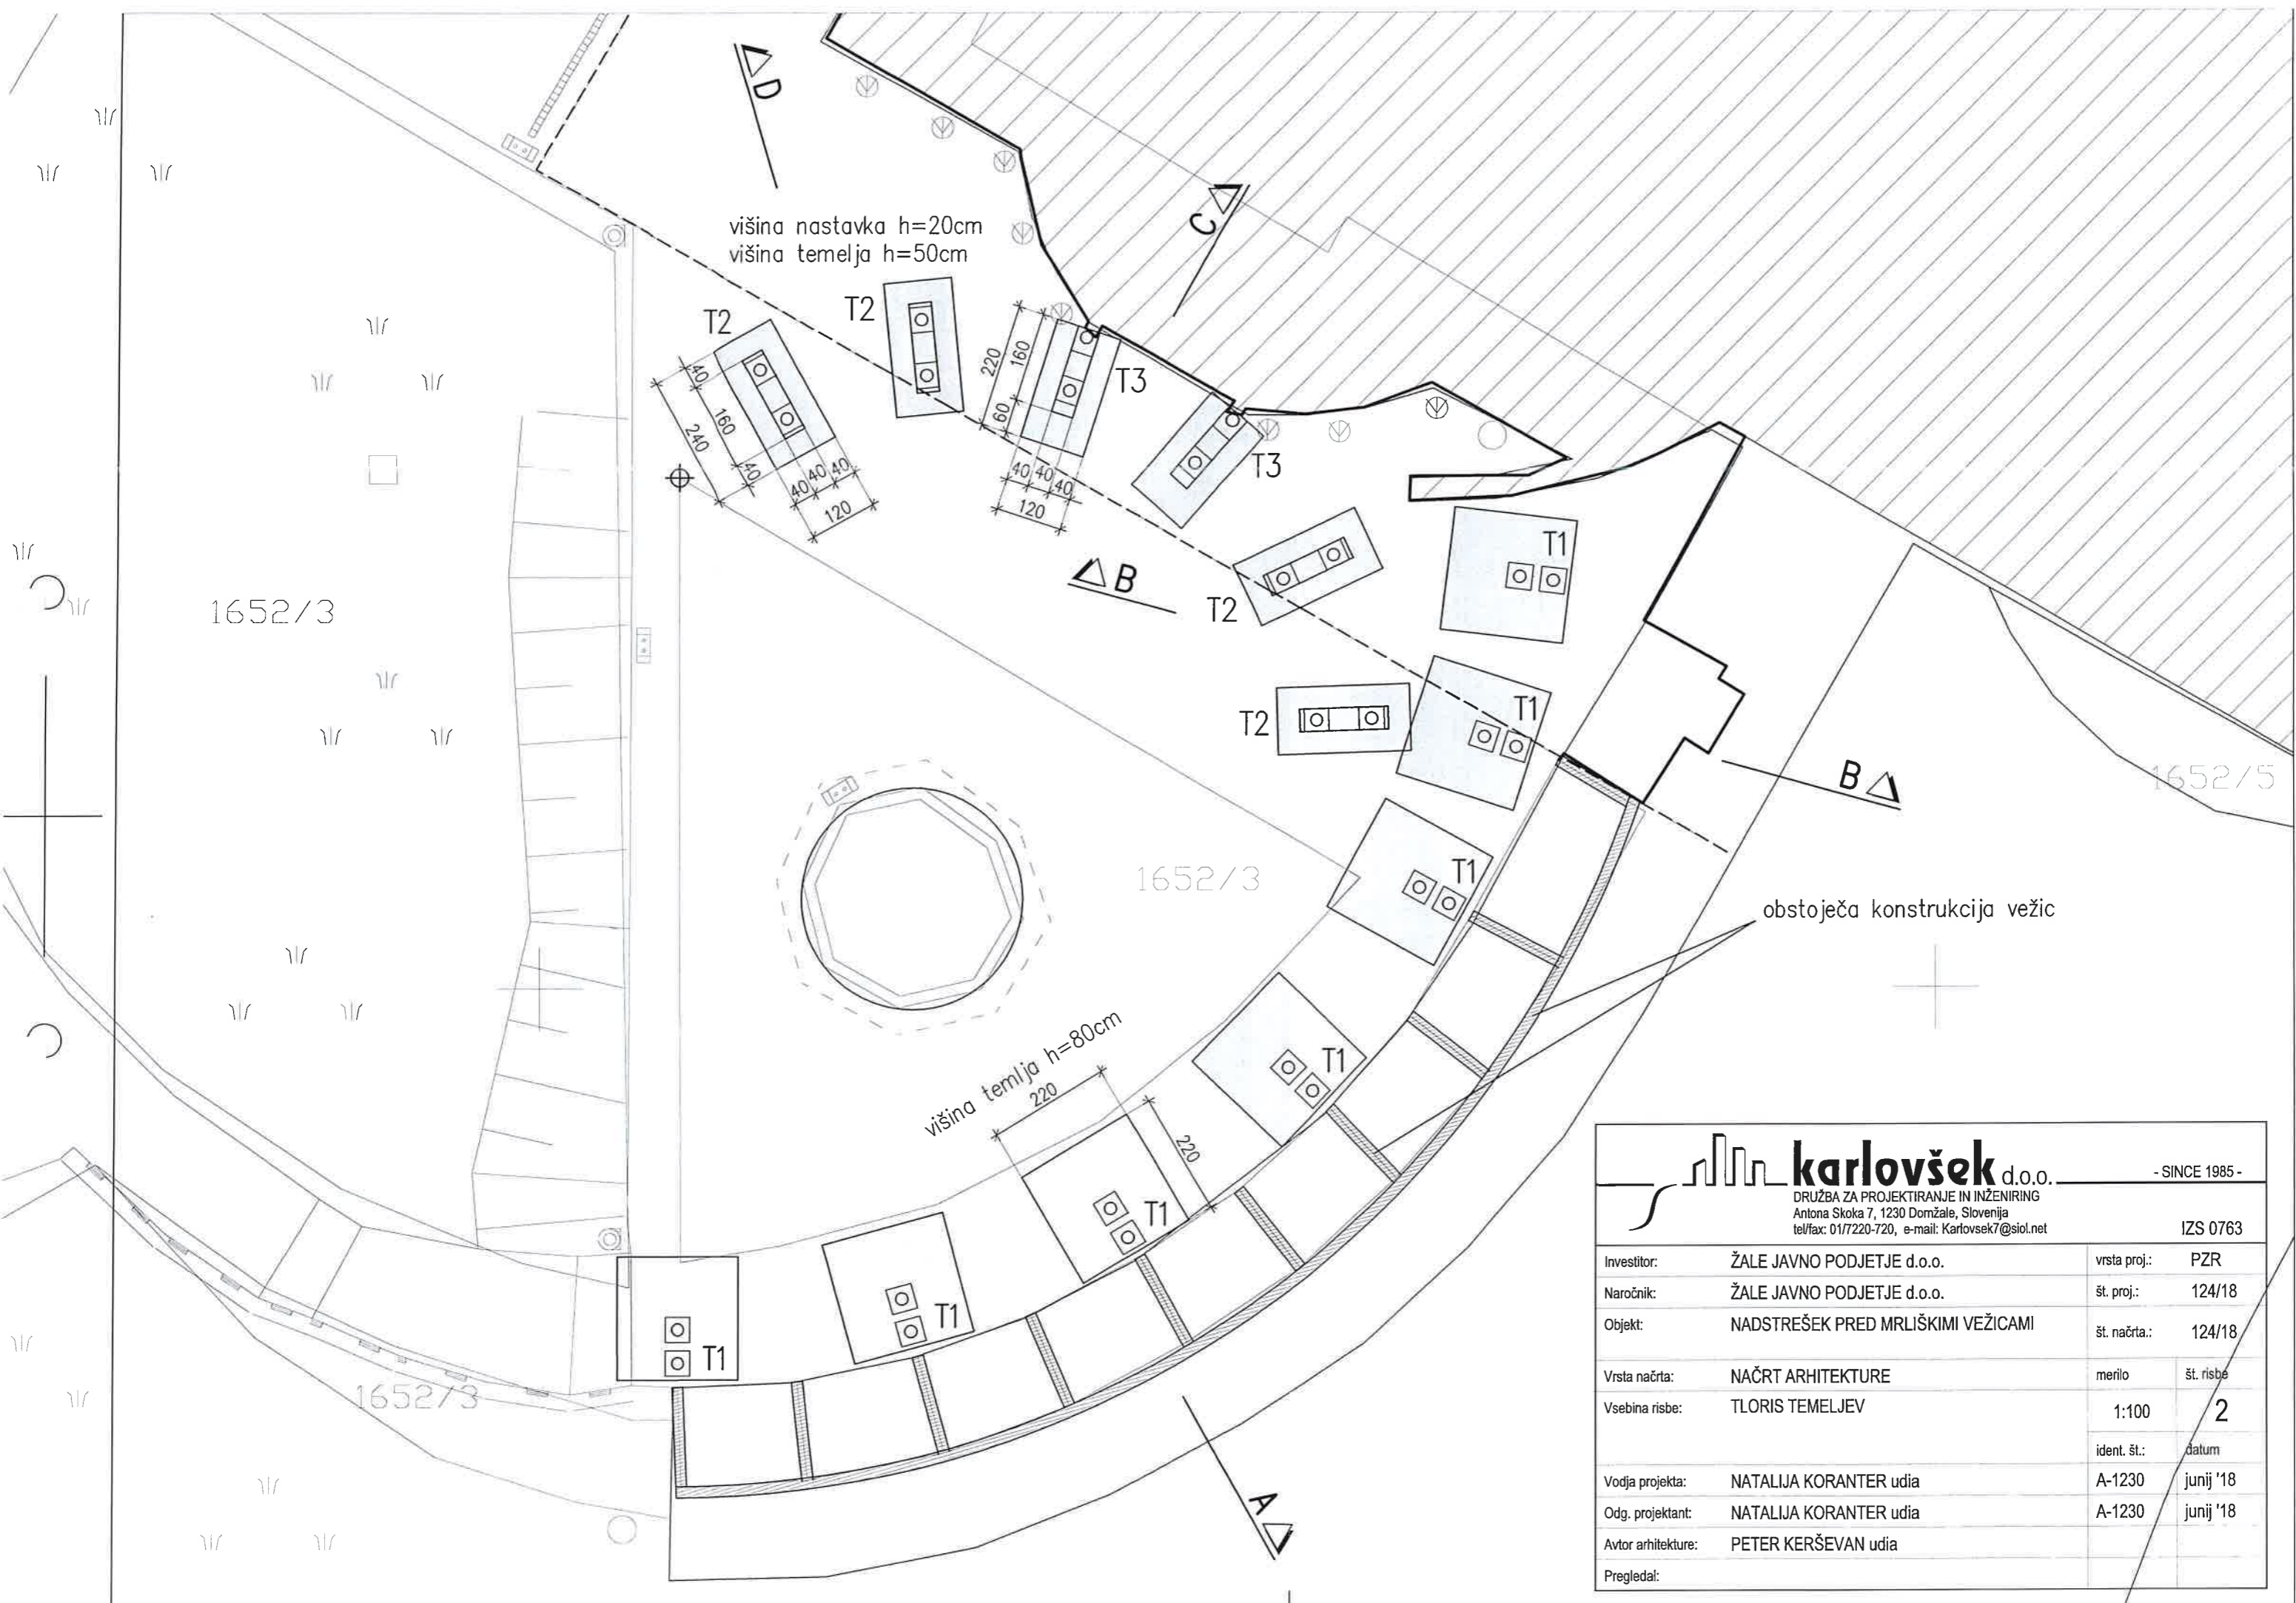 D
C
višina nastavka h=20cm
višina temelja h=50cm
T2
T2
T3
T3
40
160
240
40
40
40
40
120
220
160
60
40
40
40
120
B
T2
T1
T2
T1
B
1652/3
1652/5
1652/3
T1
obstoječa konstrukcija vežic
višina temlja h=80cm
220
220
T1
T1
T1
T1
1652/3
A
karlovšek d.o.o.
- SINCE 1985 -
DRUŽBA ZA PROJEKTIRANJE IN INŽENIRING
Antona Skoka 7, 1230 Domžale, Slovenija
tel/fax: 01/7220-720, e-mail: Karlovsek7@siol.net
IZS 0763
Investitor: ŽALE JAVNO PODJETJE d.o.o. vrsta proj.: PZR
Naročnik: ŽALE JAVNO PODJETJE d.o.o. št. proj.: 124/18
Objekt: NADSTREŠEK PRED MRLIŠKIMI VEŽICAMI št. načrta.: 124/18
Vrsta načrta: NAČRT ARHITEKTURE merilo št. risbe
Vsebina risbe: TLORIS TEMELJEV 1:100 2
ident. št.: datum
Vodja projekta: NATALIJA KORANTER udia A-1230 junij '18
Odg. projektant: NATALIJA KORANTER udia A-1230 junij '18
Avtor arhitekture: PETER KERŠEVAN udia
Pregledal: